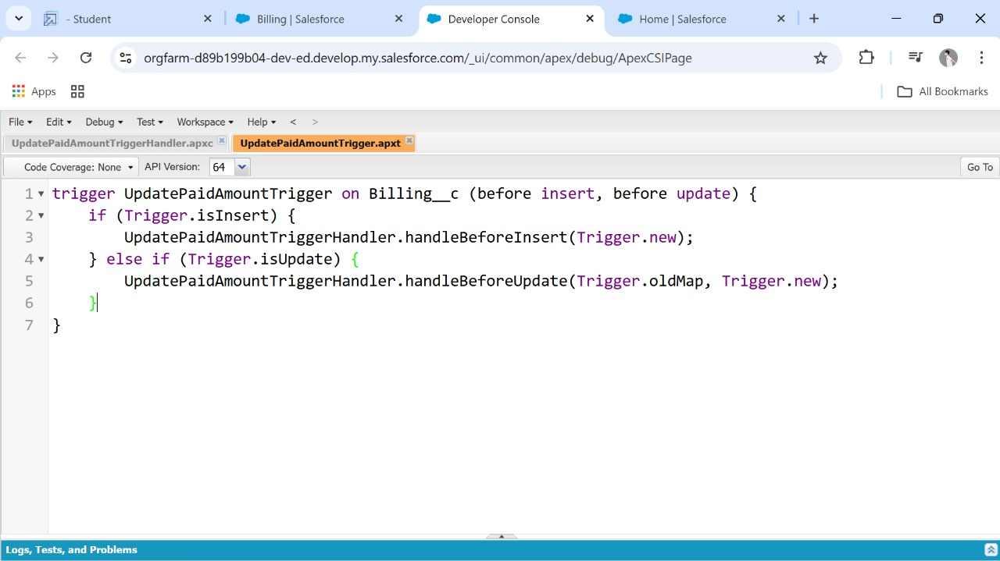 - Student
Billing | Salesforce
Developer Console
Home | Salesforce
orgfarm-d89b199b04-dev-ed.develop.my.salesforce.com/_ui/common/apex/debug/ApexCSIPage
Apps
All Bookmarks
File Edit Debug Test Workspace Help < >
UpdatePaidAmountTriggerHandler.apxc UpdatePaidAmountTrigger.apxt
Code Coverage: None API Version: 64 Go To
1 trigger UpdatePaidAmountTrigger on Billing__c (before insert, before update) {
2 if (Trigger.isInsert) {
3 UpdatePaidAmountTriggerHandler.handleBeforeInsert(Trigger.new);
4 } else if (Trigger.isUpdate) {
5 UpdatePaidAmountTriggerHandler.handleBeforeUpdate(Trigger.oldMap, Trigger.new);
6 }
7 }
Logs, Tests, and Problems